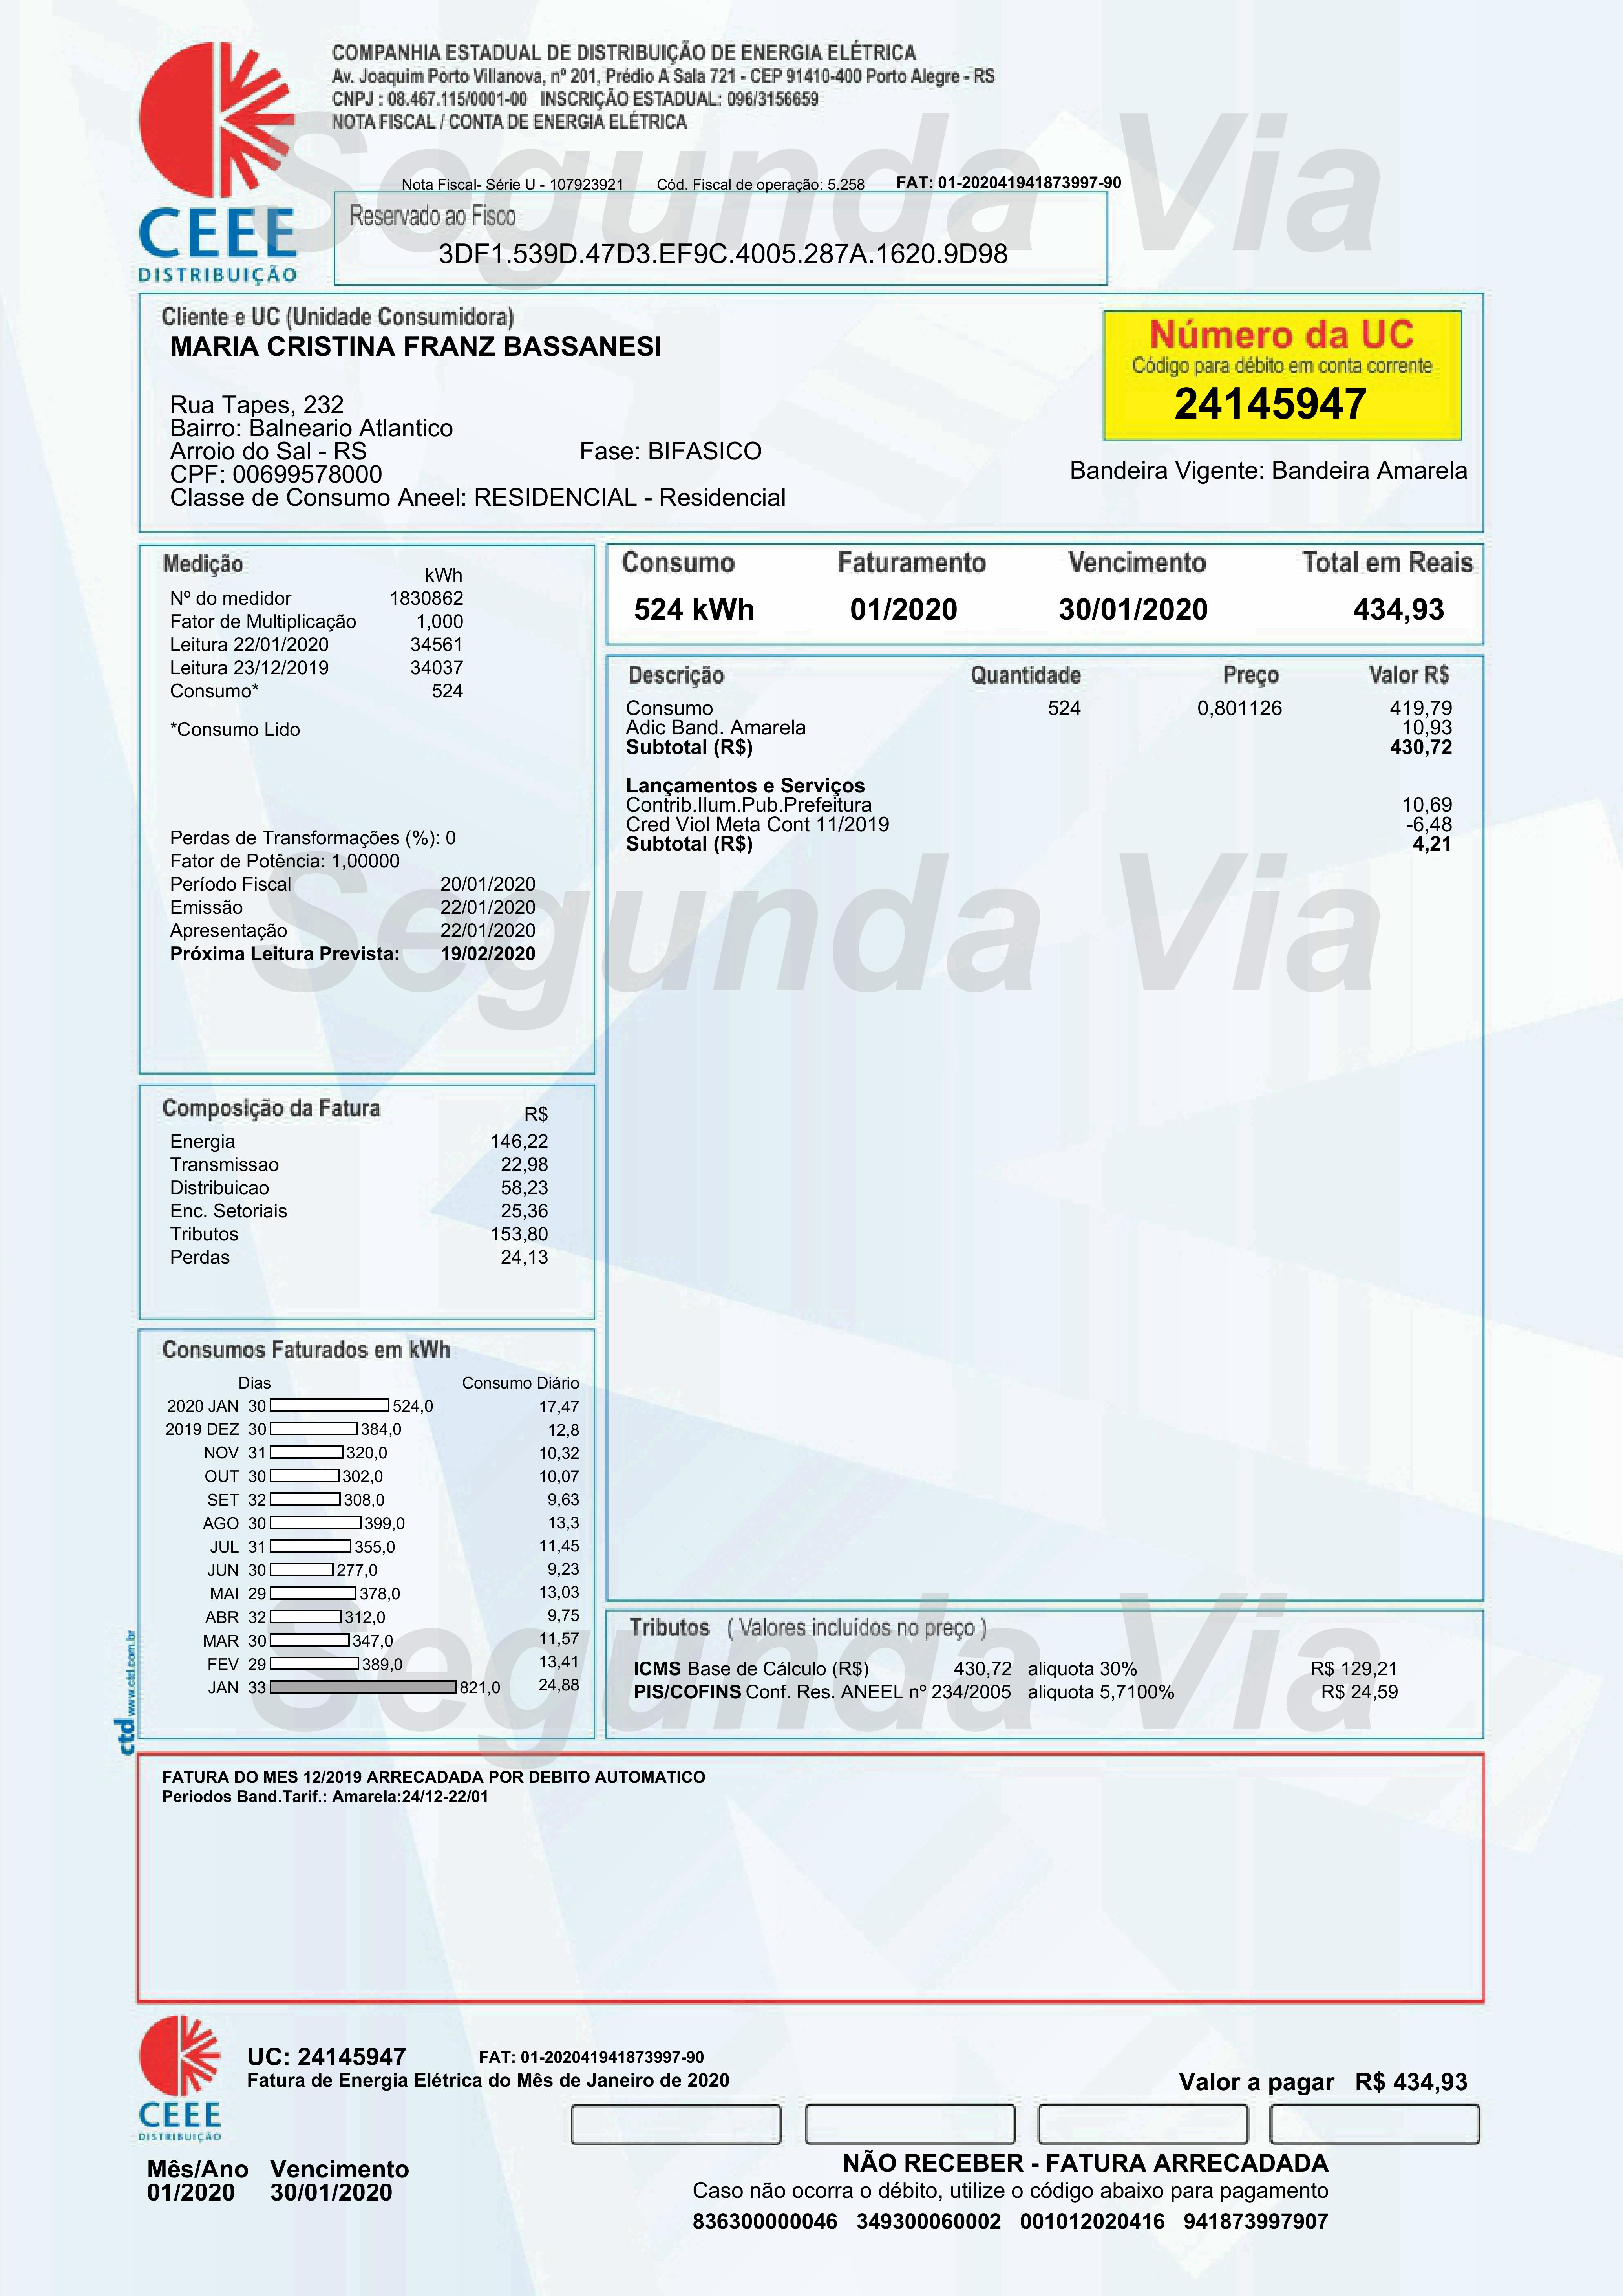 COMPANHIA ESTADUAL DE DISTRIBUIÇÃO DE ENERGIA ELÉTRICA
Av. Joaquim Porto Villanova, nº 201, Prédio A Sala 721 - CEP 91410-400 Porto Alegre - RS
CNPJ : 08.467.115/0001-00 INSCRIÇÃO ESTADUAL: 096/3156659
NOTA FISCAL / CONTA DE ENERGIA ELÉTRICA
Segunda Via
Nota Fiscal- Série U - 107923921 Cód. Fiscal de operação: 5.258 FAT: 01-202041941873997-90
CEEE
DISTRIBUIÇÃO
Reservado ao Fisco
3DF1.539D.47D3.EF9C.4005.287A.1620.9D98
Cliente e UC (Unidade Consumidora)
MARIA CRISTINA FRANZ BASSANESI
Rua Tapes, 232
Bairro: Balneario Atlantico
Arroio do Sal - RS Fase: BIFASICO
CPF: 00699578000
Classe de Consumo Aneel: RESIDENCIAL - Residencial
Número da UC
Código para débito em conta corrente
24145947
Bandeira Vigente: Bandeira Amarela
Medição
kWh
Nº do medidor 1830862
Fator de Multiplicação 1,000
Leitura 22/01/2020 34561
Leitura 23/12/2019 34037
Consumo* 524
*Consumo Lido
Perdas de Transformações (%): 0
Fator de Potência: 1,00000
Período Fiscal 20/01/2020
Emissão 22/01/2020
Apresentação 22/01/2020
Próxima Leitura Prevista: 19/02/2020
Consumo Faturamento Vencimento Total em Reais
524 kWh 01/2020 30/01/2020 434,93
Descrição Quantidade Preço Valor R$
Consumo 524 0,801126 419,79
Adic Band. Amarela 10,93
Subtotal (R$) 430,72
Lançamentos e Serviços
Contrib.Ilum.Pub.Prefeitura 10,69
Cred Viol Meta Cont 11/2019 -6,48
Subtotal (R$) 4,21
Segunda Via
Composição da Fatura R$
Energia 146,22
Transmissao 22,98
Distribuicao 58,23
Enc. Setoriais 25,36
Tributos 153,80
Perdas 24,13
Consumos Faturados em kWh
Dias Consumo Diário
2020 JAN 30 524,0 17,47
2019 DEZ 30 384,0 12,8
NOV 31 320,0 10,32
OUT 30 302,0 10,07
SET 32 308,0 9,63
AGO 30 399,0 13,3
JUL 31 355,0 11,45
JUN 30 277,0 9,23
MAI 29 378,0 13,03
ABR 32 312,0 9,75
MAR 30 347,0 11,57
FEV 29 389,0 13,41
JAN 33 821,0 24,88
Segunda Via
Tributos ( Valores incluídos no preço )
ICMS Base de Cálculo (R$) 430,72 aliquota 30% R$ 129,21
PIS/COFINS Conf. Res. ANEEL nº 234/2005 aliquota 5,7100% R$ 24,59
ctd www.ctd.com.br
FATURA DO MES 12/2019 ARRECADADA POR DEBITO AUTOMATICO
Periodos Band.Tarif.: Amarela:24/12-22/01
CEEE
DISTRIBUIÇÃO
UC: 24145947 FAT: 01-202041941873997-90
Fatura de Energia Elétrica do Mês de Janeiro de 2020
Valor a pagar R$ 434,93
Mês/Ano Vencimento
01/2020 30/01/2020
NÃO RECEBER - FATURA ARRECADADA
Caso não ocorra o débito, utilize o código abaixo para pagamento
836300000046 349300060002 001012020416 941873997907